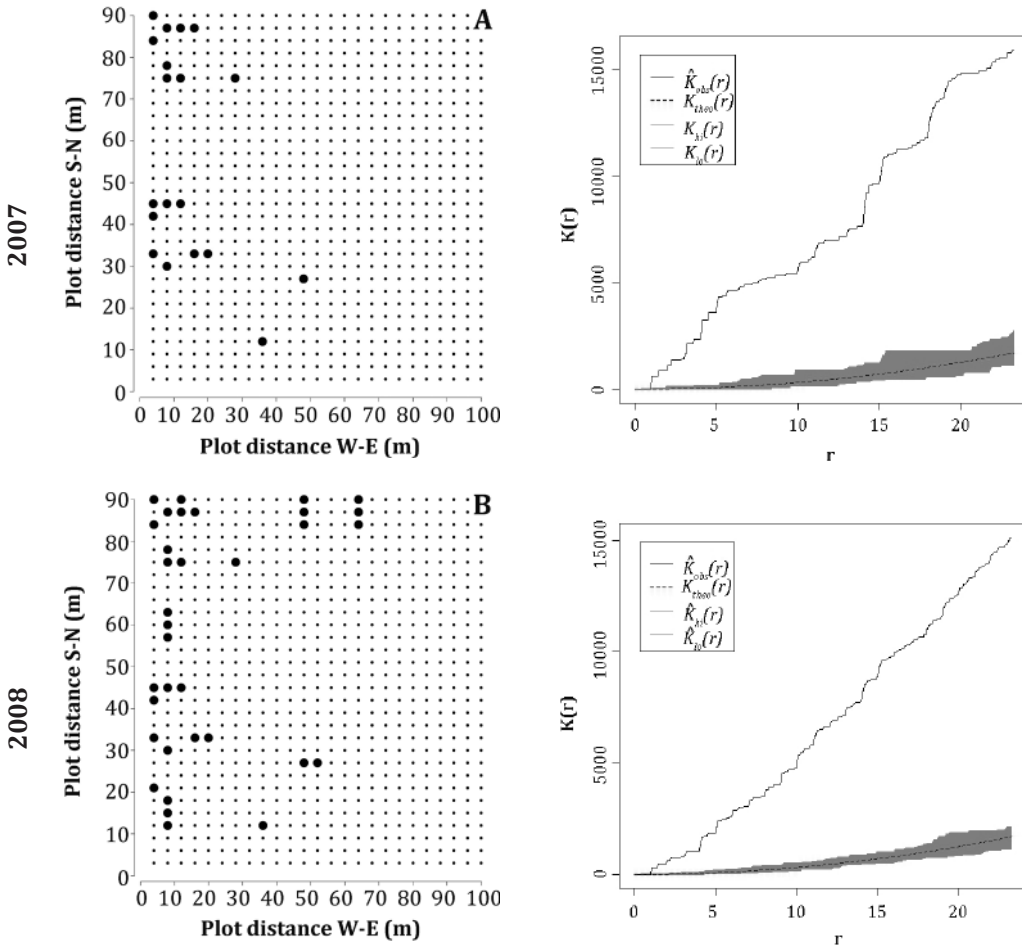 2007
A
90
80
70
60
50
40
30
20
10
0
Plot distance S-N (m)
0 10 20 30 40 50 60 70 80 90 100
Plot distance W-E (m)
K̂obs(r)
Ktheo(r)
Khi(r)
Klo(r)
15000
10000
5000
0
K(r)
0 5 10 15 20
r
2008
B
90
80
70
60
50
40
30
20
10
0
Plot distance S-N (m)
0 10 20 30 40 50 60 70 80 90 100
Plot distance W-E (m)
K̂obs(r)
Ktheo(r)
K̂hi(r)
K̂lo(r)
15000
10000
5000
0
K(r)
0 5 10 15 20
r